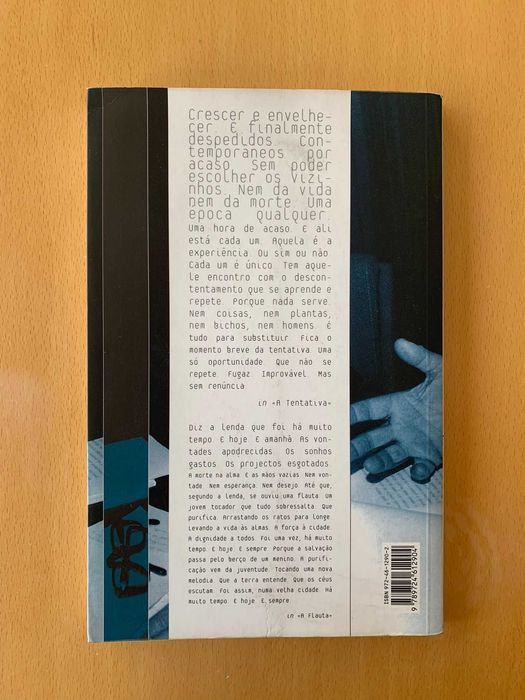 Crescer e envelhe-
cer. E finalmente
despedidos. Con-
temporaneos por
acaso. Sem poder
escolher os vizi-
nhos. Nem da vida
nem da morte. Uma
epoca qualquer.
Uma hora de acaso. E ali
está cada um. Aquela é a
experiência. Ou sim ou não.
Cada um é único. Tem aque-
le encontro com o descon-
tentamento que se aprende e
repete. Porque nada serve.
Nem coisas, nem plantas,
nem bichos, nem homens. É
tudo para substituir. Fica o
momento breve da tentativa. Uma
só oportunidade. Que não se
repete. Fugaz. Improvável. Mas
sem renúncia.
in «A Tentativa»
Diz a lenda que foi há muito
tempo. E hoje. E amanhã. As von-
tades apodrecidas. Os sonhos
gastos. Os projectos esgotados.
A morte na alma. E as mãos vazias. Nem von-
tade. Nem esperança. Nem desejo. Até que,
segundo a lenda, se ouviu uma flauta. Um
jovem tocador que tudo sobressalta. Que
purifica. Arrastando os ratos para longe.
Levando a vida às almas. A força à cidade.
A dignidade a todos. Foi uma vez, há muito
tempo. E hoje. E sempre. Porque a salvação
passa pelo berço de um menino. A purifi-
cação vem da juventude. Tocando uma nova
melodia. Que a terra entende. Que os céus
escutam. Foi assim, numa velha cidade. Há
muito tempo. E hoje. E sempre.
in «A Flauta»
ISBN 972-46-1290-2
9 789724 612904